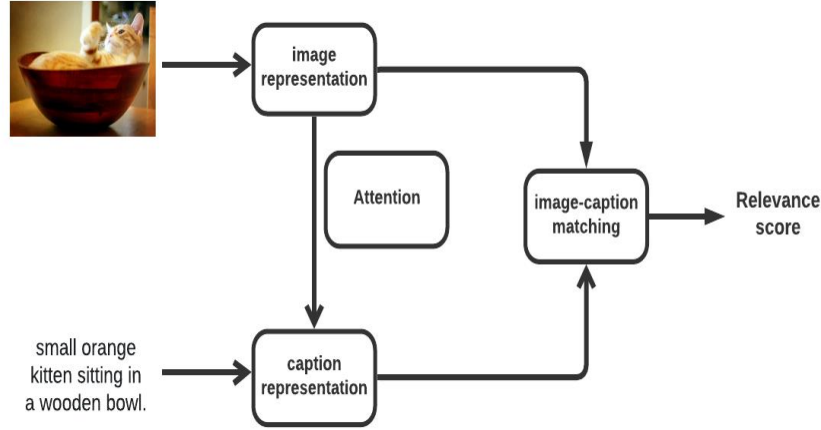 image
representation
Attention
image-caption
matching
Relevance
score
small orange
kitten sitting in
a wooden bowl.
caption
representation